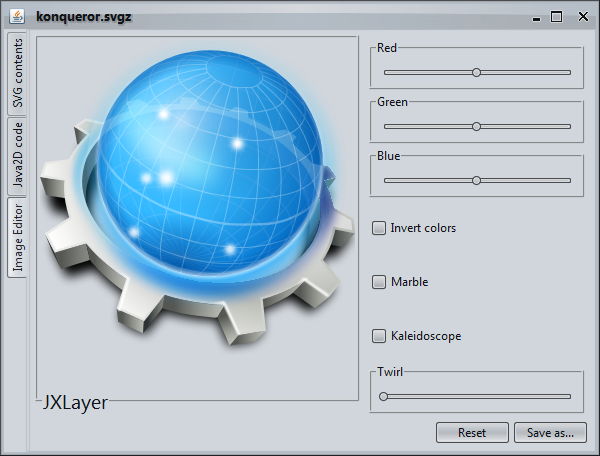 konqueror.svgz
SVG contents
Java2D code
Image Editor
JXLayer
Red
Green
Blue
Invert colors
Marble
Kaleidoscope
Twirl
Reset
Save as...